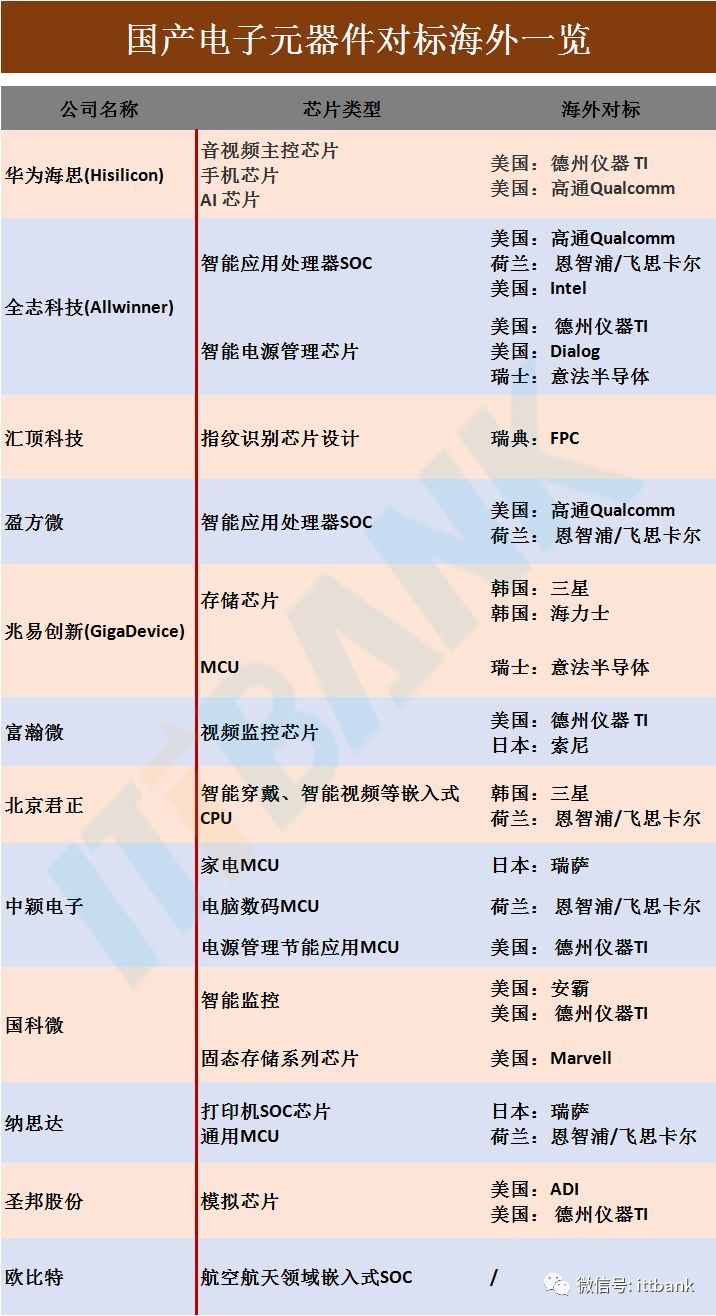 国产电子元器件对标海外一览
公司名称 芯片类型 海外对标
华为海思(Hisilicon)
音视频主控芯片
手机芯片
AI 芯片
美国：德州仪器 TI
美国：高通Qualcomm
全志科技(Allwinner)
智能应用处理器SOC
美国：高通Qualcomm
荷兰： 恩智浦/飞思卡尔
美国：Intel
智能电源管理芯片
美国： 德州仪器TI
美国：Dialog
瑞士：意法半导体
汇顶科技
指纹识别芯片设计
瑞典：FPC
盈方微
智能应用处理器SOC
美国：高通Qualcomm
荷兰： 恩智浦/飞思卡尔
兆易创新(GigaDevice)
存储芯片
韩国：三星
韩国：海力士
MCU
瑞士：意法半导体
富瀚微
视频监控芯片
美国：德州仪器 TI
日本：索尼
北京君正
智能穿戴、智能视频等嵌入式
CPU
韩国：三星
荷兰： 恩智浦/飞思卡尔
中颖电子
家电MCU
日本：瑞萨
电脑数码MCU
荷兰： 恩智浦/飞思卡尔
电源管理节能应用MCU
美国： 德州仪器TI
国科微
智能监控
美国：安霸
美国： 德州仪器TI
固态存储系列芯片
美国：Marvell
纳思达
打印机SOC芯片
通用MCU
日本：瑞萨
荷兰：恩智浦/飞思卡尔
圣邦股份
模拟芯片
美国：ADI
美国： 德州仪器TI
欧比特
航空航天领域嵌入式SOC
/
微信号: ittbank
ITtBANK